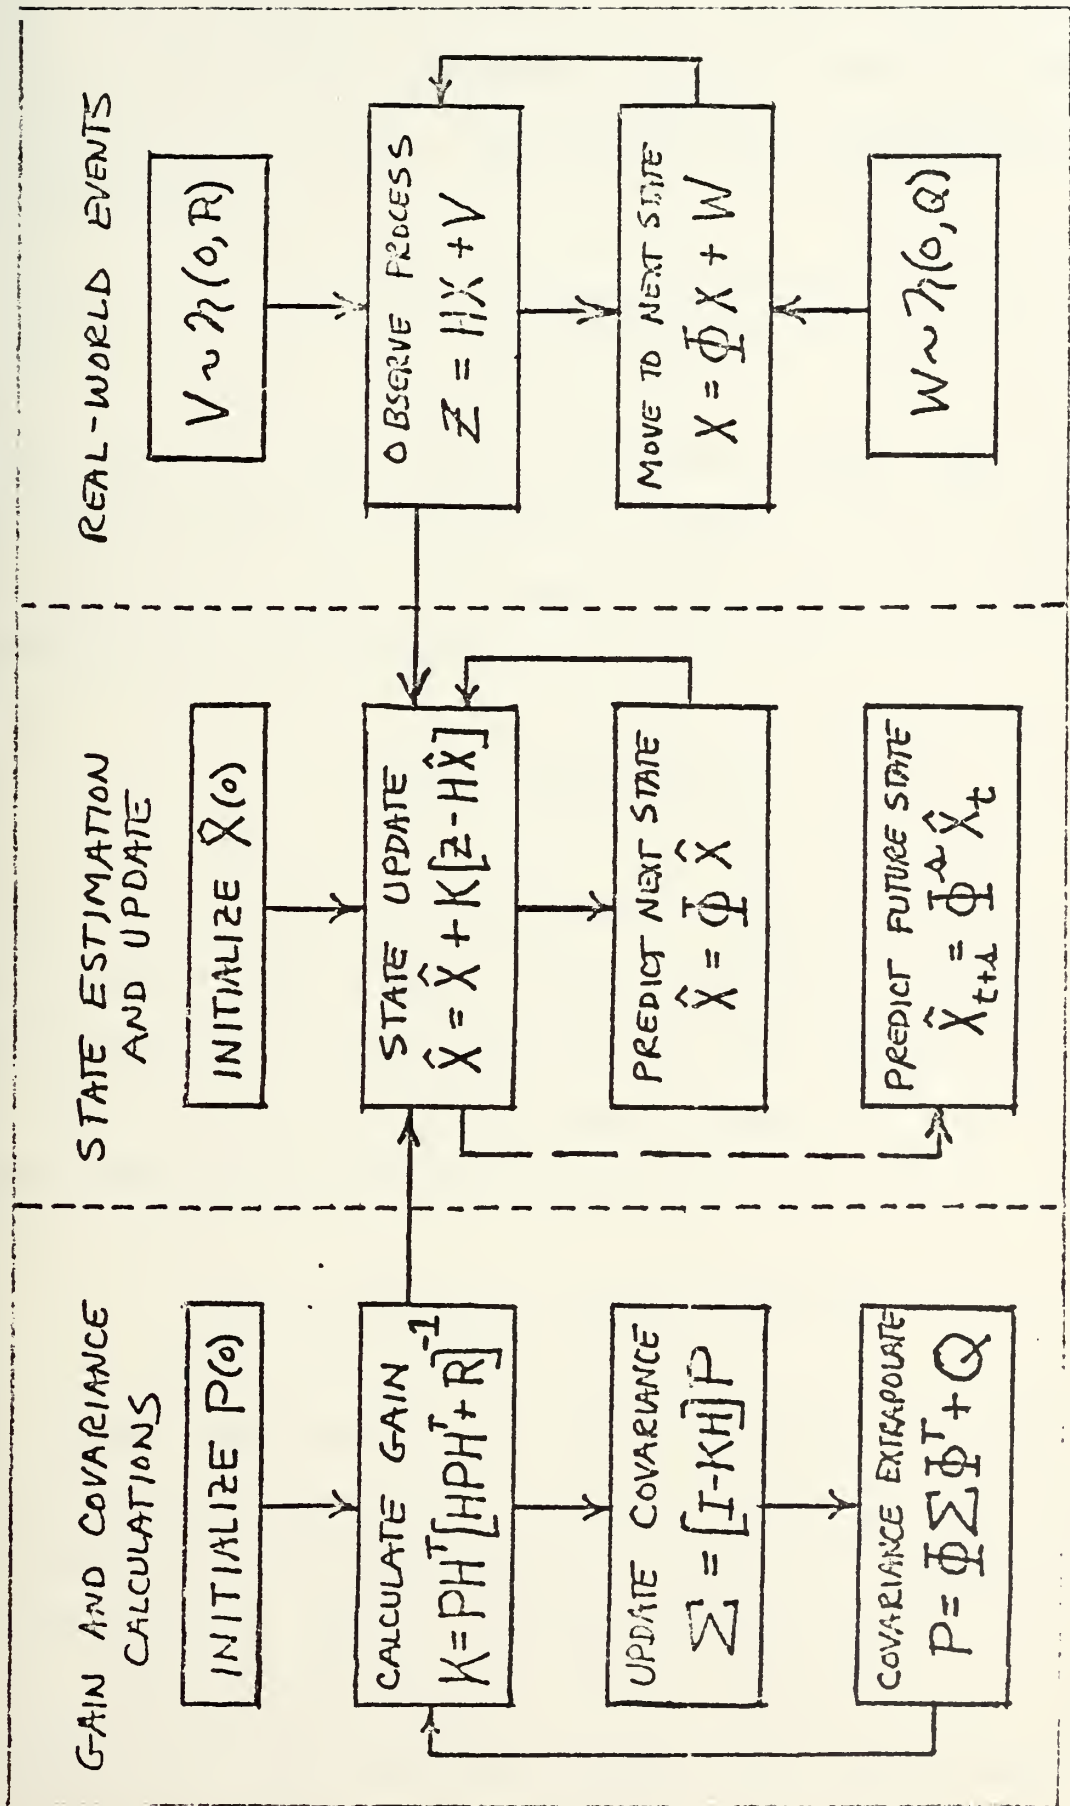 GAIN AND COVARIANCE
CALCULATIONS
INITIALIZE P(0)
CALCULATE GAIN
K=PHᵀ[HPHᵀ+R]⁻¹
UPDATE COVARIANCE
Σ=[I-KH]P
COVARIANCE EXTRAPOLATE
P=ΦΣΦᵀ+Q
STATE ESTIMATION
AND UPDATE
INITIALIZE X̂(0)
STATE UPDATE
X̂=X̂+K[Z-HX̂]
PREDICT NEXT STATE
X̂=ΦX̂
PREDICT FUTURE STATE
X̂ₜ₊ₛ=ΦˢX̂ₜ
REAL-WORLD EVENTS
V~η(0,R)
OBSERVE PROCESS
Z=HX+V
MOVE TO NEXT STATE
X=ΦX+W
W~η(0,Q)